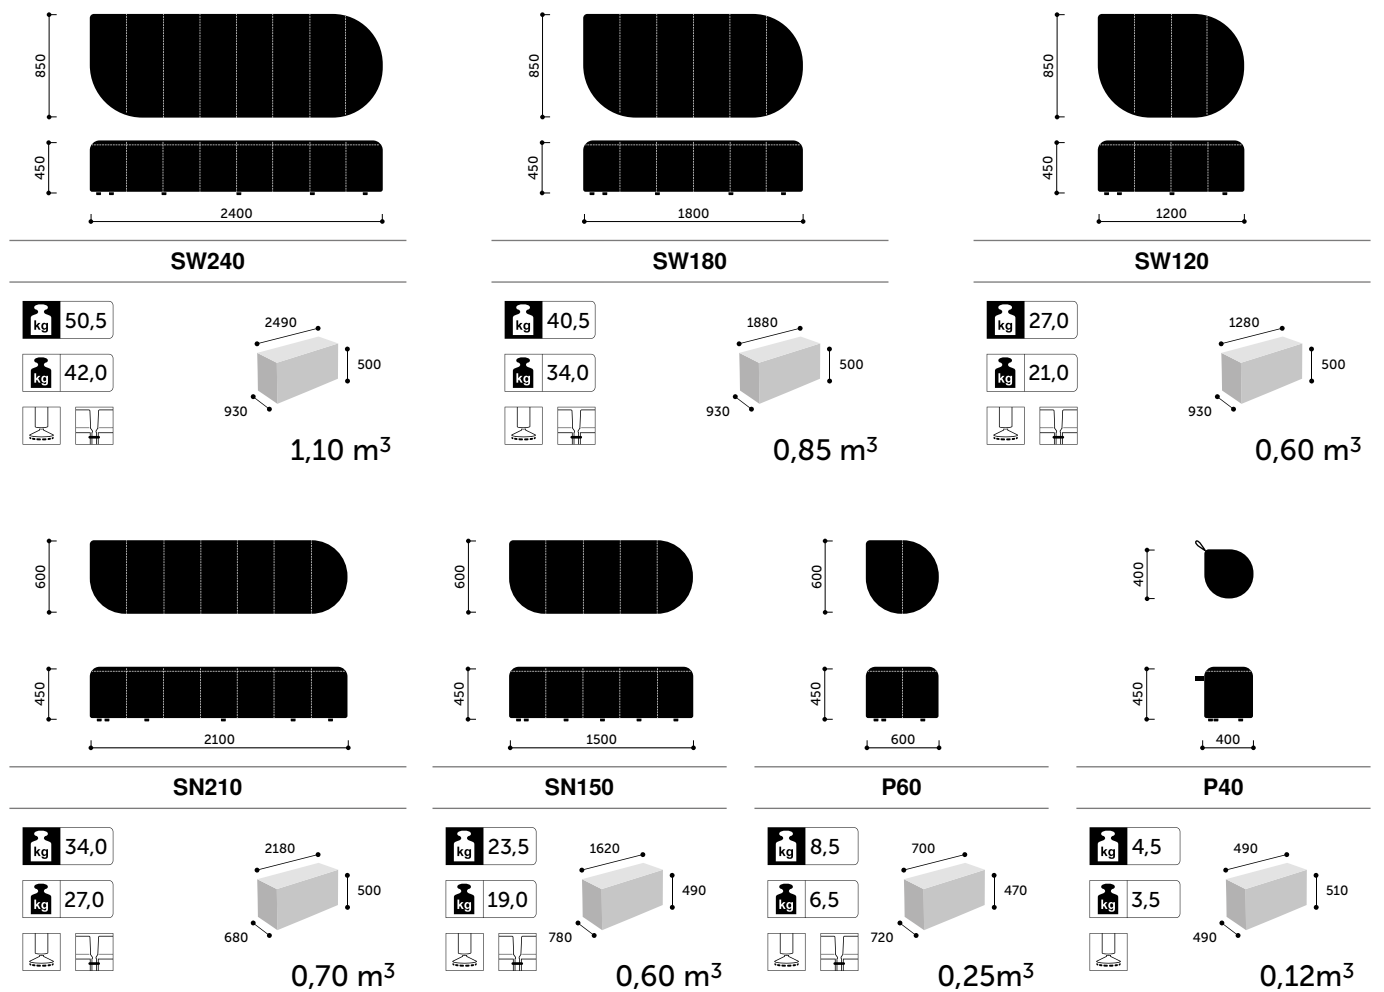 850
450
2400
SW240
kg 50,5
kg 42,0
2490
500
930
1,10 m³
850
450
1800
SW180
kg 40,5
kg 34,0
1880
500
930
0,85 m³
850
450
1200
SW120
kg 27,0
kg 21,0
1280
500
930
0,60 m³
600
450
2100
SN210
kg 34,0
kg 27,0
2180
500
680
0,70 m³
600
450
1500
SN150
kg 23,5
kg 19,0
1620
490
780
0,60 m³
600
450
600
P60
kg 8,5
kg 6,5
700
470
720
0,25m³
400
450
400
P40
kg 4,5
kg 3,5
490
510
490
0,12m³